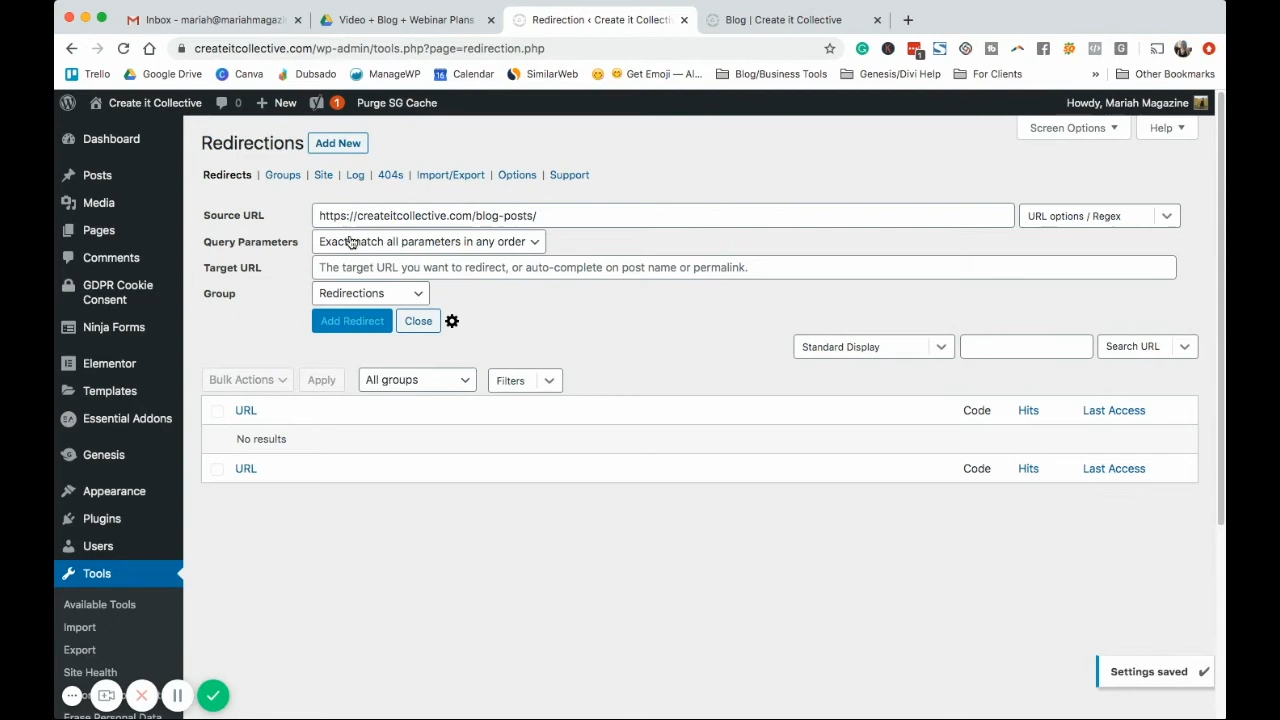 Inbox - mariah@mariahmagazi
Video + Blog + Webinar Plans
Redirection ‹ Create it Collecti
Blog | Create it Collective
createitcollective.com/wp-admin/tools.php?page=redirection.php
Trello
Google Drive
Canva
Dubsado
ManageWP
16 Calendar
SimilarWeb
Get Emoji — Al...
Blog/Business Tools
Genesis/Divi Help
For Clients
»
Other Bookmarks
Create it Collective
0
+ New
1
Purge SG Cache
Howdy, Mariah Magazine
Screen Options
Help
Dashboard
Posts
Media
Pages
Comments
GDPR Cookie
Consent
Ninja Forms
Elementor
Templates
Essential Addons
Genesis
Appearance
Plugins
Users
Tools
Available Tools
Import
Export
Site Health
Erase Personal Data
Redirections
Add New
Redirects | Groups | Site | Log | 404s | Import/Export | Options | Support
Source URL
https://createitcollective.com/blog-posts/
URL options / Regex
Query Parameters
Exact match all parameters in any order
Target URL
The target URL you want to redirect, or auto-complete on post name or permalink.
Group
Redirections
Add Redirect
Close
Standard Display
Search URL
Bulk Actions
Apply
All groups
Filters
URL
Code
Hits
Last Access
No results
URL
Code
Hits
Last Access
Settings saved